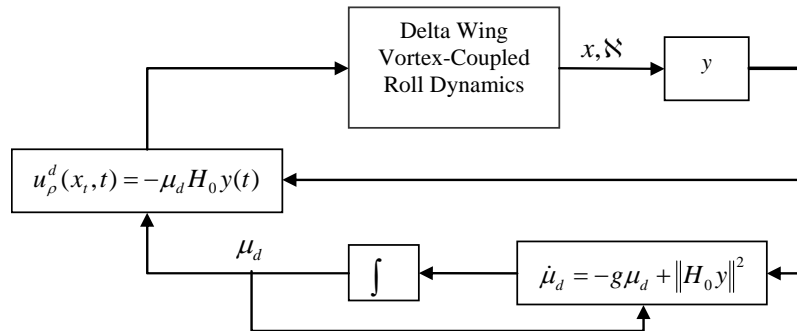 Delta Wing
Vortex-Coupled
Roll Dynamics
x,ℵ
y
u_ρ^d(x_t,t) = −μ_d H_0 y(t)
μ_d
∫
μ̇_d = −gμ_d + ‖H_0 y‖²